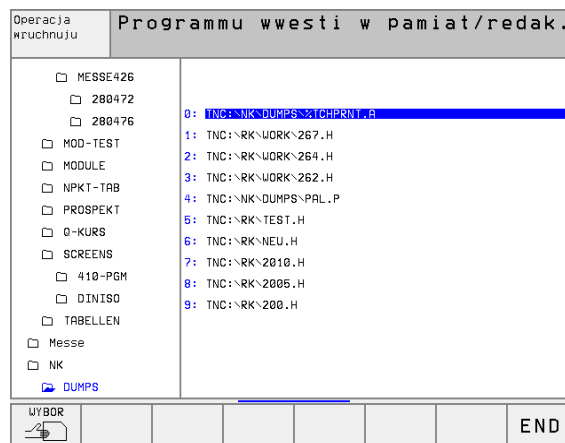 Operacja
wruchnuju
Programmu wwesti w pamiat/redak.
MESSE426
280472
280476
MOD-TEST
MODULE
NPKT-TAB
PROSPEKT
Q-KURS
SCREENS
410-PGM
DINISO
TABELLEN
Messe
NK
DUMPS
0: TNC:\NK\DUMPS\%TCHPRNT.A
1: TNC:\RK\WORK\267.H
2: TNC:\RK\WORK\264.H
3: TNC:\RK\WORK\262.H
4: TNC:\NK\DUMPS\PAL.P
5: TNC:\RK\TEST.H
6: TNC:\RK\NEU.H
7: TNC:\RK\2010.H
8: TNC:\RK\2005.H
9: TNC:\RK\200.H
WYBOR
END